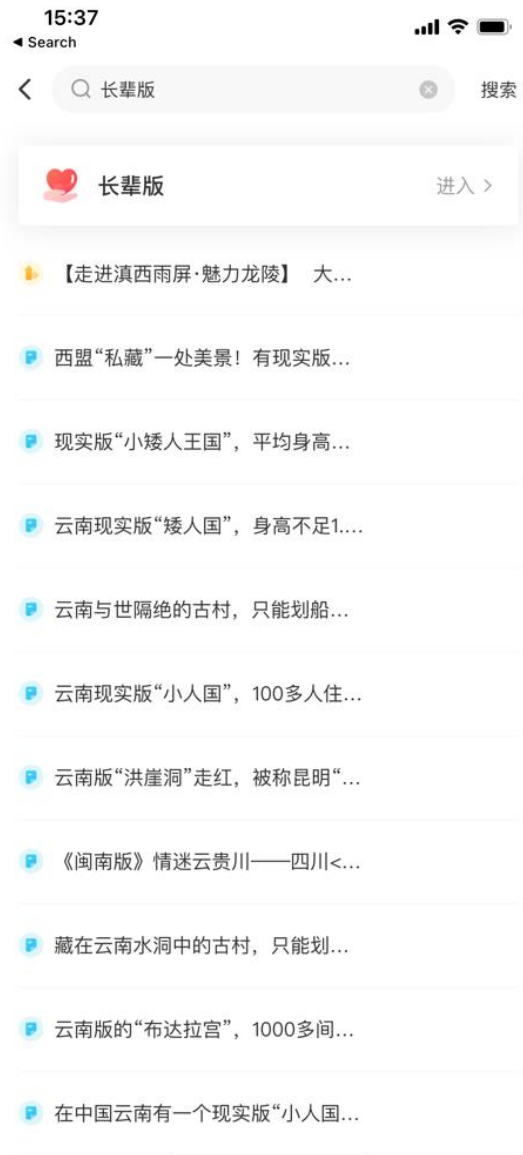 15:37
◀ Search
长辈版
搜索
长辈版
进入 >
【走进滇西雨屏·魅力龙陵】 大...
西盟“私藏”一处美景！有现实版...
现实版“小矮人王国”，平均身高...
云南现实版“矮人国”，身高不足1....
云南与世隔绝的古村，只能划船...
云南现实版“小人国”，100多人住...
云南版“洪崖洞”走红，被称昆明“...
《闽南版》情迷云贵川——四川<...
藏在云南水洞中的古村，只能划...
云南版的“布达拉宫”，1000多间...
在中国云南有一个现实版“小人国...